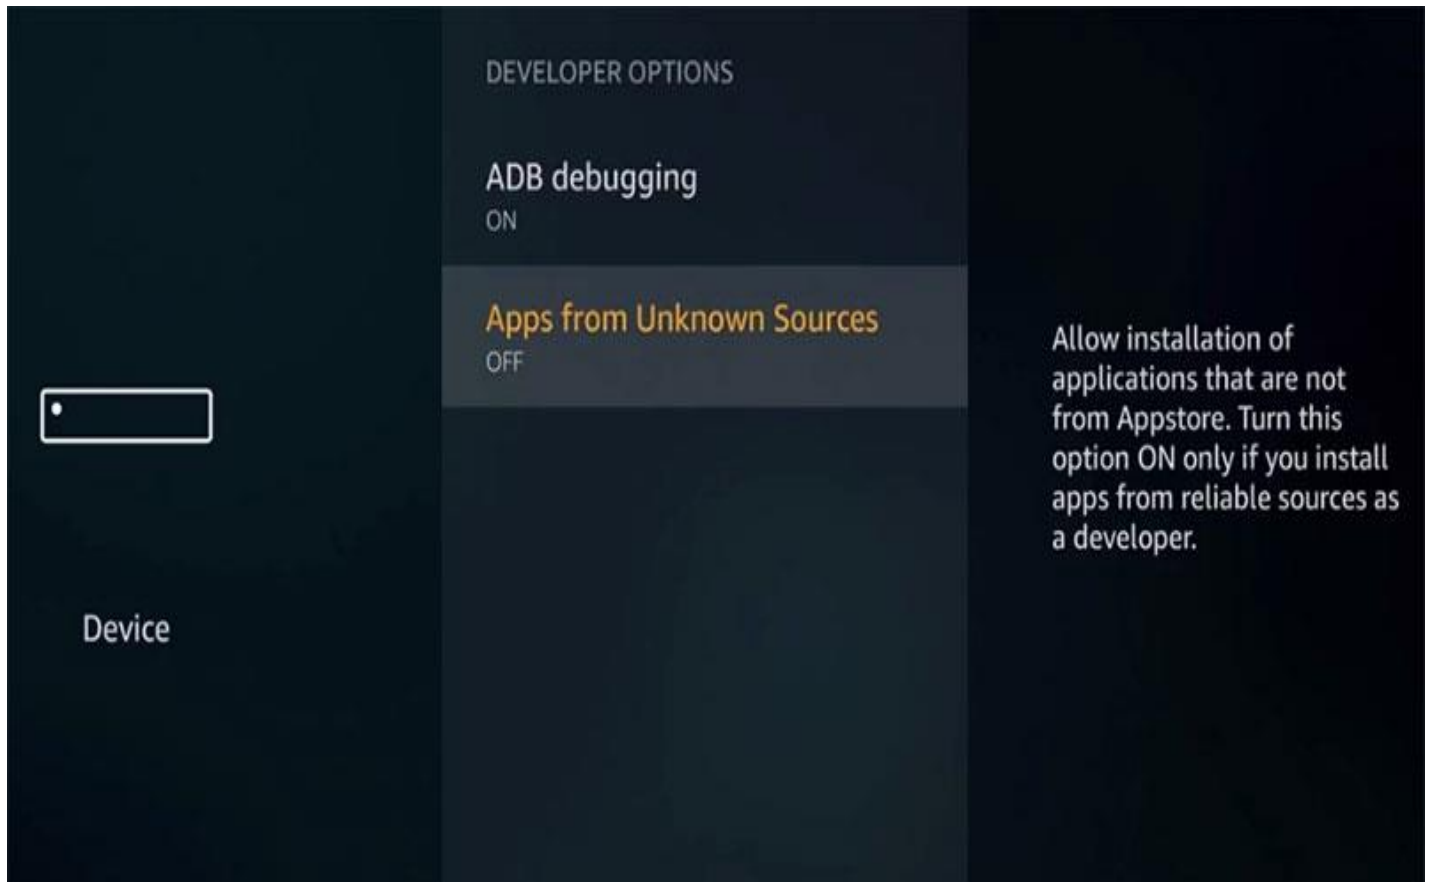 DEVELOPER OPTIONS
ADB debugging
ON
Apps from Unknown Sources
OFF
Device
Allow installation of
applications that are not
from Appstore. Turn this
option ON only if you install
apps from reliable sources as
a developer.